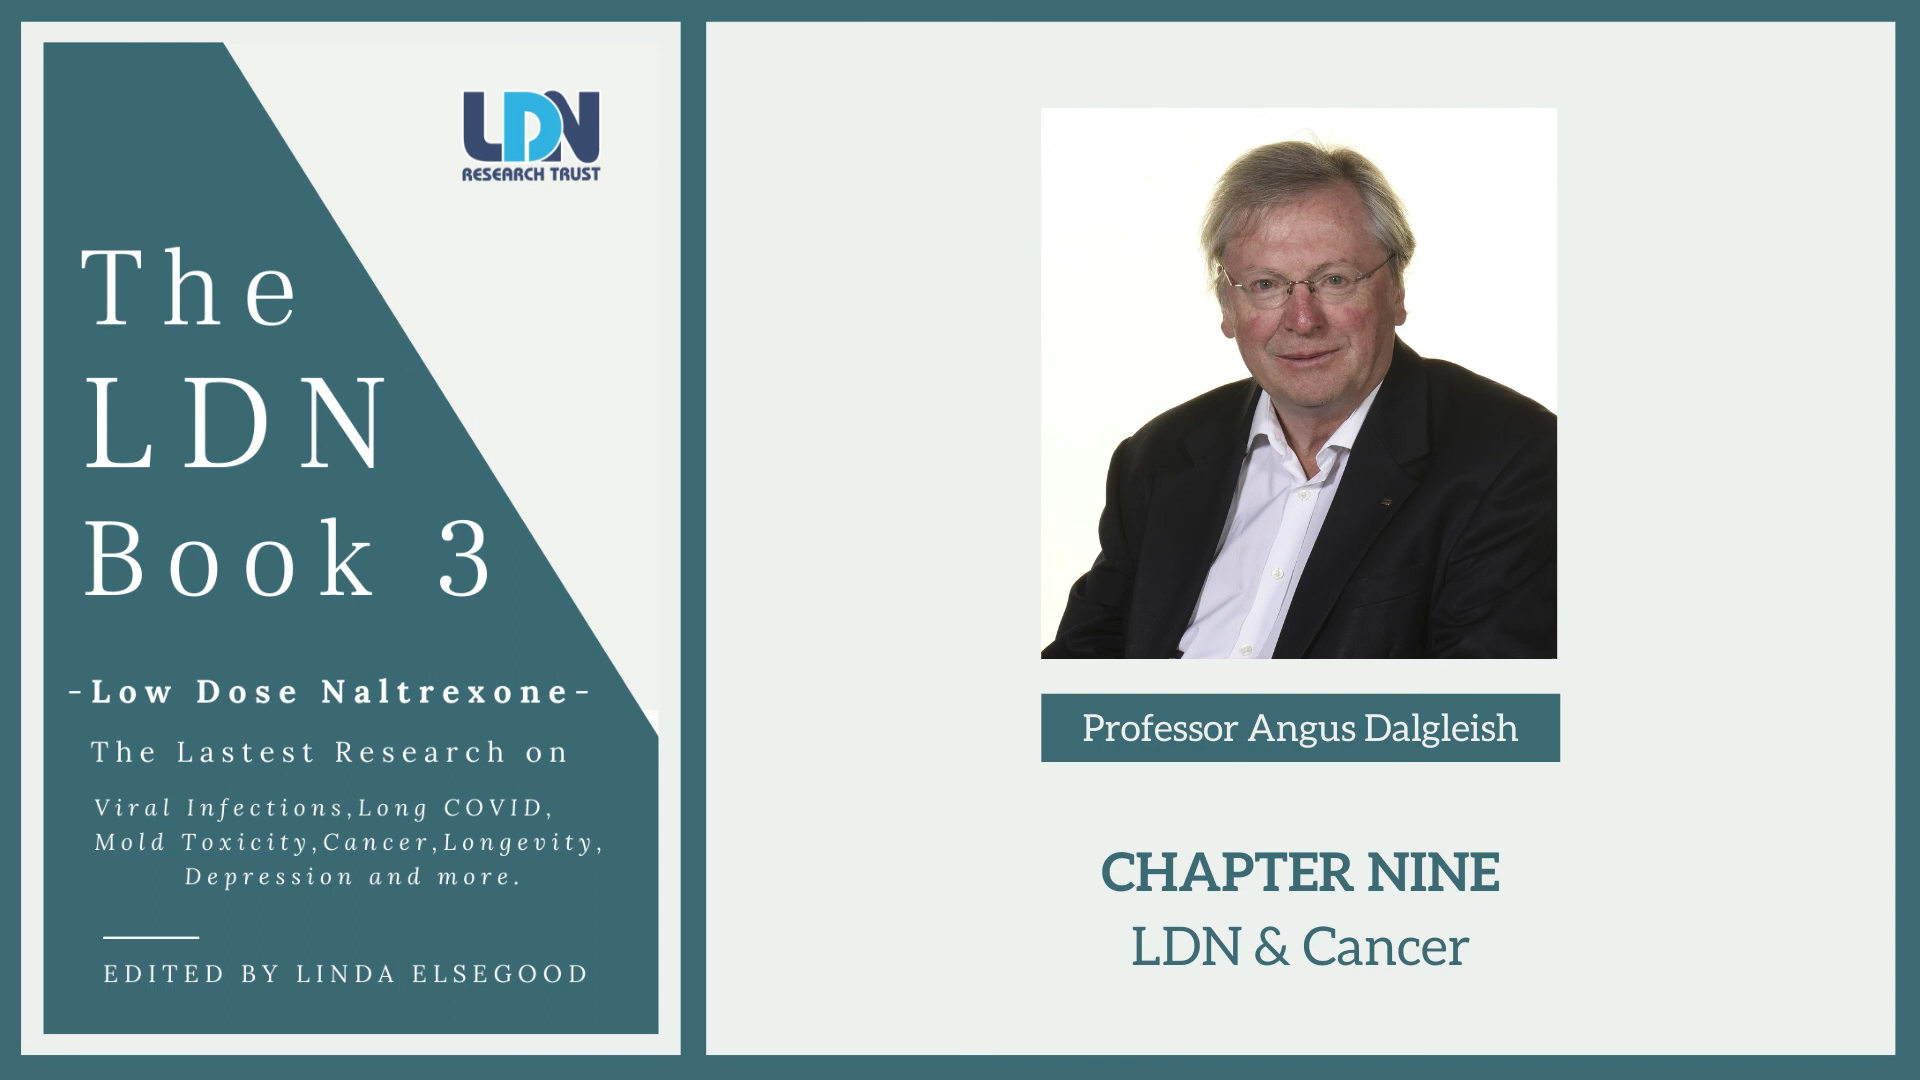 LDN
RESEARCH TRUST
The
LDN
Book 3
-Low Dose Naltrexone-
The Lastest Research on
Viral Infections,Long COVID,
Mold Toxicity,Cancer,Longevity,
Depression and more.
EDITED BY LINDA ELSEGOOD
Professor Angus Dalgleish
CHAPTER NINE
LDN & Cancer